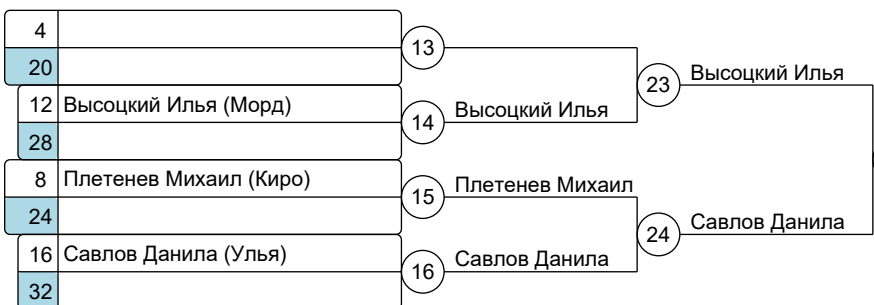 4
20
13
12 Высоцкий Илья (Морд)
28
14 Высоцкий Илья
23 Высоцкий Илья
8 Плетенев Михаил (Киро)
24
15 Плетенев Михаил
16 Савлов Данила (Улья)
32
16 Савлов Данила
24 Савлов Данила